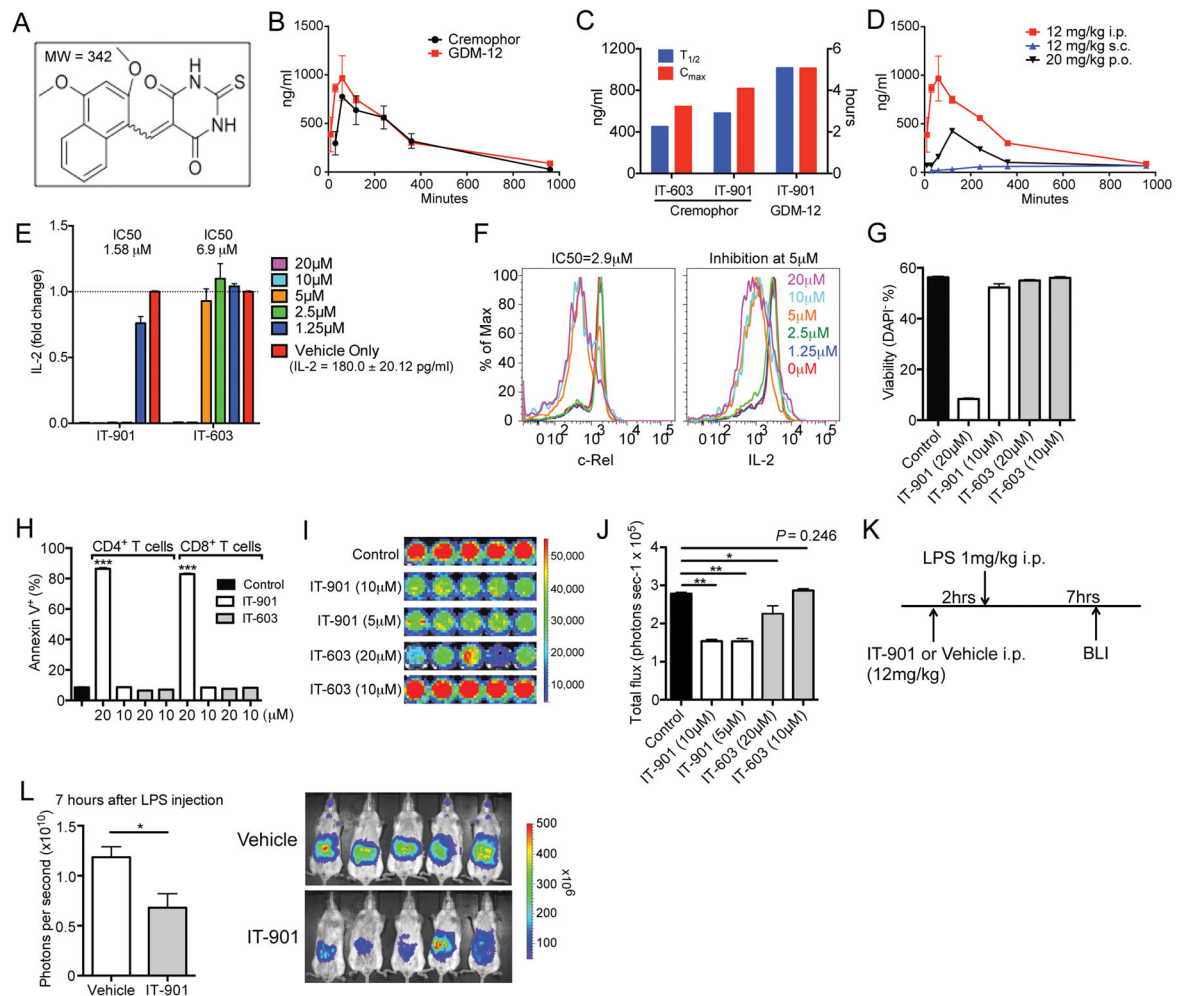 A
MW = 342
O
O
O
HN
S
NH
O
B
1500
1000
500
0
ng/ml
0 200 400 600 800 1000
Minutes
Cremophor
GDM-12
C
1200
800
400
0
ng/ml
T1/2
Cmax
6
4
2
0
hours
IT-603 IT-901 IT-901
Cremophor GDM-12
D
1500
1000
500
0
ng/ml
12 mg/kg i.p.
12 mg/kg s.c.
20 mg/kg p.o.
0 200 400 600 800 1000
Minutes
E
IL-2 (fold change)
1.5
1.0
0.5
0.0
IC50
1.58 µM
IC50
6.9 µM
IT-901 IT-603
20µM
10µM
5µM
2.5µM
1.25µM
Vehicle Only
(IL-2 = 180.0 ± 20.12 pg/ml)
F
IC50=2.9µM
Inhibition at 5µM
% of Max
100
80
60
40
20
0
20µM
10µM
5µM
2.5µM
1.25µM
0µM
0 10² 10³ 10⁴ 10⁵
0 10² 10³ 10⁴ 10⁵
c-Rel
IL-2
G
Viability (DAPI⁻ %)
60
40
20
0
Control
IT-901 (20µM)
IT-901 (10µM)
IT-603 (20µM)
IT-603 (10µM)
H
Annexin V⁺ (%)
100
80
60
40
20
0
CD4⁺ T cells CD8⁺ T cells
*** ***
Control
IT-901
IT-603
20 10 20 10 20 10 20 10 (µM)
I
Control
IT-901 (10µM)
IT-901 (5µM)
IT-603 (20µM)
IT-603 (10µM)
50,000
40,000
30,000
20,000
10,000
J
Total flux (photons sec-1 x 10⁵)
4
3
2
1
0
P = 0.246
*
**
**
Control
IT-901 (10µM)
IT-901 (5µM)
IT-603 (20µM)
IT-603 (10µM)
K
LPS 1mg/kg i.p.
2hrs 7hrs
IT-901 or Vehicle i.p.
(12mg/kg)
BLI
L
7 hours after LPS injection
Photons per second (x10¹⁰)
1.5
1.0
0.5
0
*
Vehicle IT-901
Vehicle
IT-901
500
400
300
200
100
x10⁶